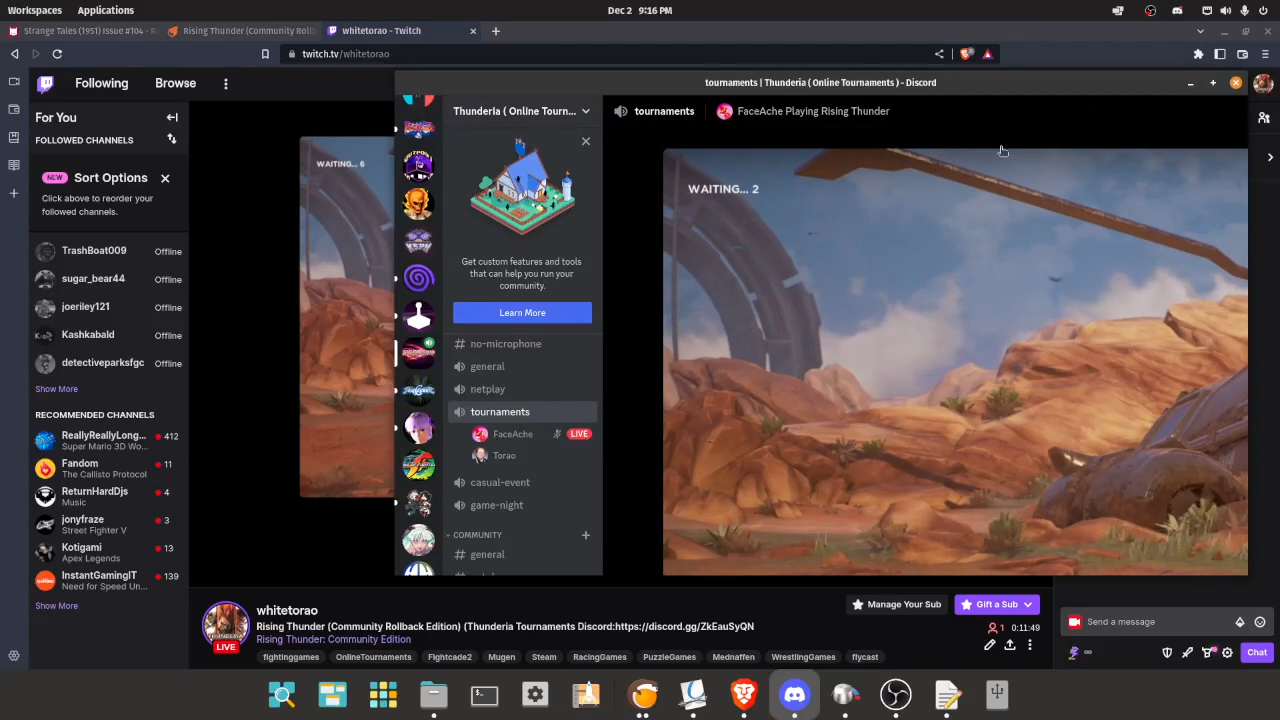 Workspaces
Applications
Dec 2 9:16 PM
Strange Tales (1951) Issue #104 - R
Rising Thunder (Community Roll
whitetorao - Twitch
twitch.tv/whitetorao
Following
Browse
For You
FOLLOWED CHANNELS
NEW
Sort Options
Click above to reorder your
followed channels.
TrashBoat009
Offline
sugar_bear44
Offline
joeriley121
Offline
Kashkabald
Offline
detectiveparksfgc
Offline
Show More
RECOMMENDED CHANNELS
ReallyReallyLong...
412
Super Mario 3D Wo...
Fandom
11
The Callisto Protocol
ReturnHardDjs
4
Music
jonyfraze
3
Street Fighter V
Kotigami
13
Apex Legends
InstantGamingIT
139
Need for Speed Un...
Show More
WAITING... 6
tournaments | Thunderia ( Online Tournaments ) - Discord
Thunderia ( Online Tourn...
tournaments
FaceAche Playing Rising Thunder
Get custom features and tools
that can help you run your
community.
Learn More
no-microphone
general
netplay
tournaments
FaceAche
LIVE
Torao
casual-event
game-night
COMMUNITY
general
WAITING... 2
LIVE
whitetorao
Rising Thunder (Community Rollback Edition) (Thunderia Tournaments Discord:https://discord.gg/ZkEauSyQN
Rising Thunder: Community Edition
fightinggames
OnlineTournaments
Fightcade2
Mugen
Steam
RacingGames
PuzzleGames
Mednaffen
WrestlingGames
flycast
Manage Your Sub
Gift a Sub
1
0:11:49
Send a message
Chat